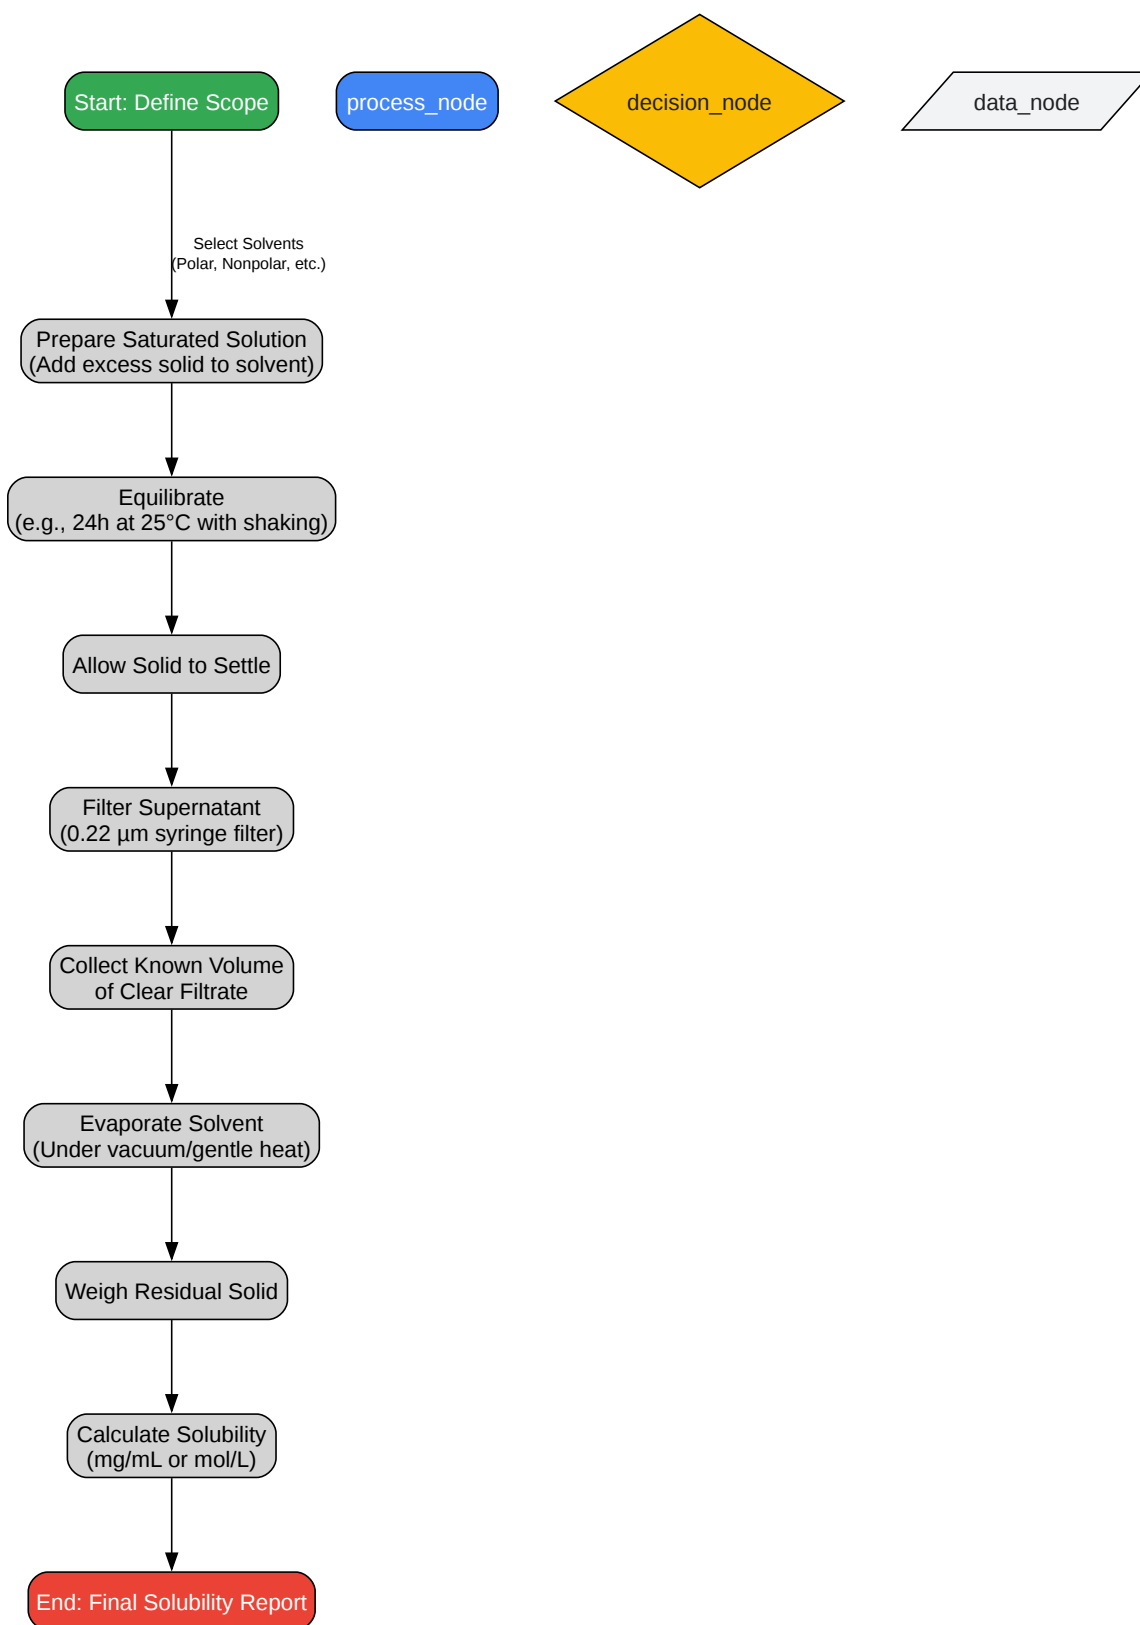 Start: Define Scope
process_node
decision_node
data_node
Select Solvents
(Polar, Nonpolar, etc.)
Prepare Saturated Solution
(Add excess solid to solvent)
Equilibrate
(e.g., 24h at 25°C with shaking)
Allow Solid to Settle
Filter Supernatant
(0.22 µm syringe filter)
Collect Known Volume
of Clear Filtrate
Evaporate Solvent
(Under vacuum/gentle heat)
Weigh Residual Solid
Calculate Solubility
(mg/mL or mol/L)
End: Final Solubility Report